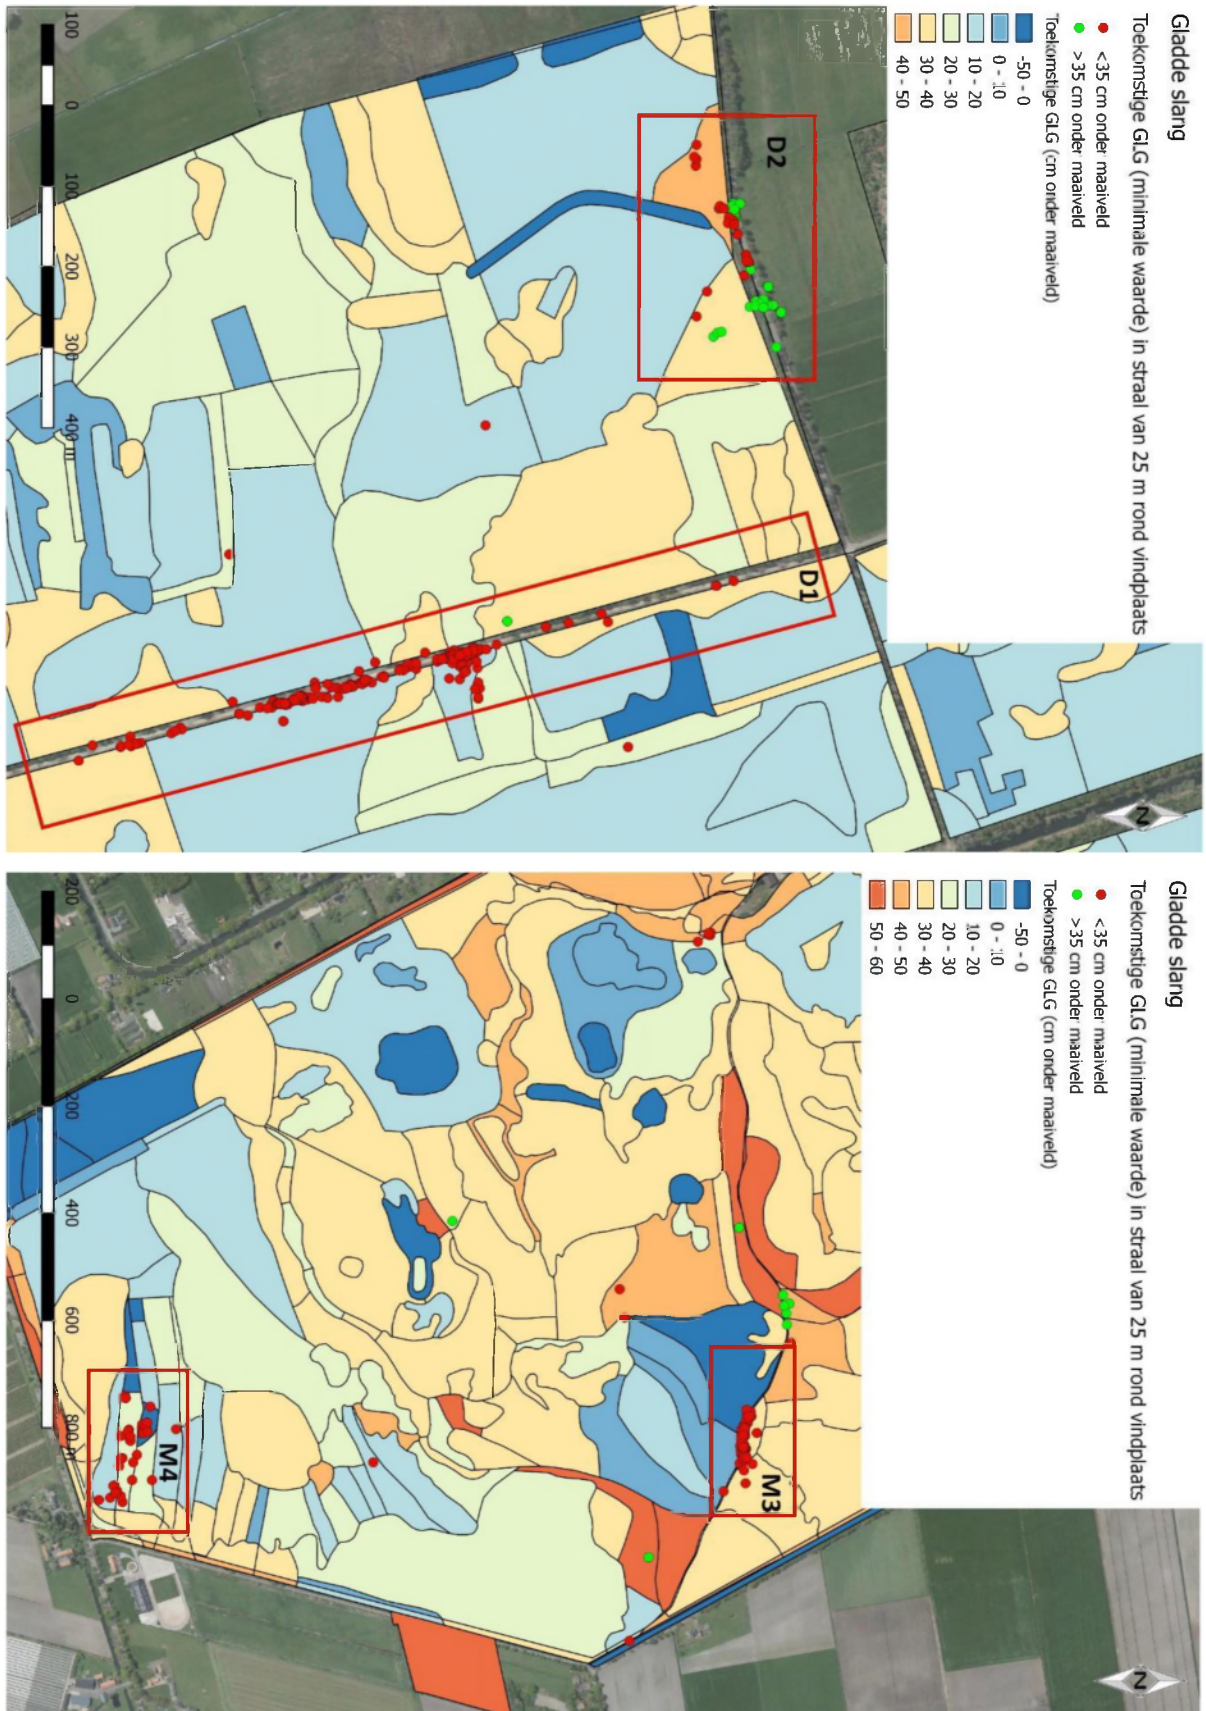 Gladde slang
Toekomstige GLG (minimale waarde) in straal van 25 m rond vindplaats
<35 cm onder maaiveld
>35 cm onder maaiveld
Toekomstige GLG (cm onder maaiveld)
-50 - 0
0 - 10
10 - 20
20 - 30
30 - 40
40 - 50
D2
D1
N
100 0 100 200 300 400 m
Gladde slang
Toekomstige GLG (minimale waarde) in straal van 25 m rond vindplaats
<35 cm onder maaiveld
>35 cm onder maaiveld
Toekomstige GLG (cm onder maaiveld)
-50 - 0
0 - 10
10 - 20
20 - 30
30 - 40
40 - 50
50 - 60
M3
M4
N
200 0 200 400 600 800 m